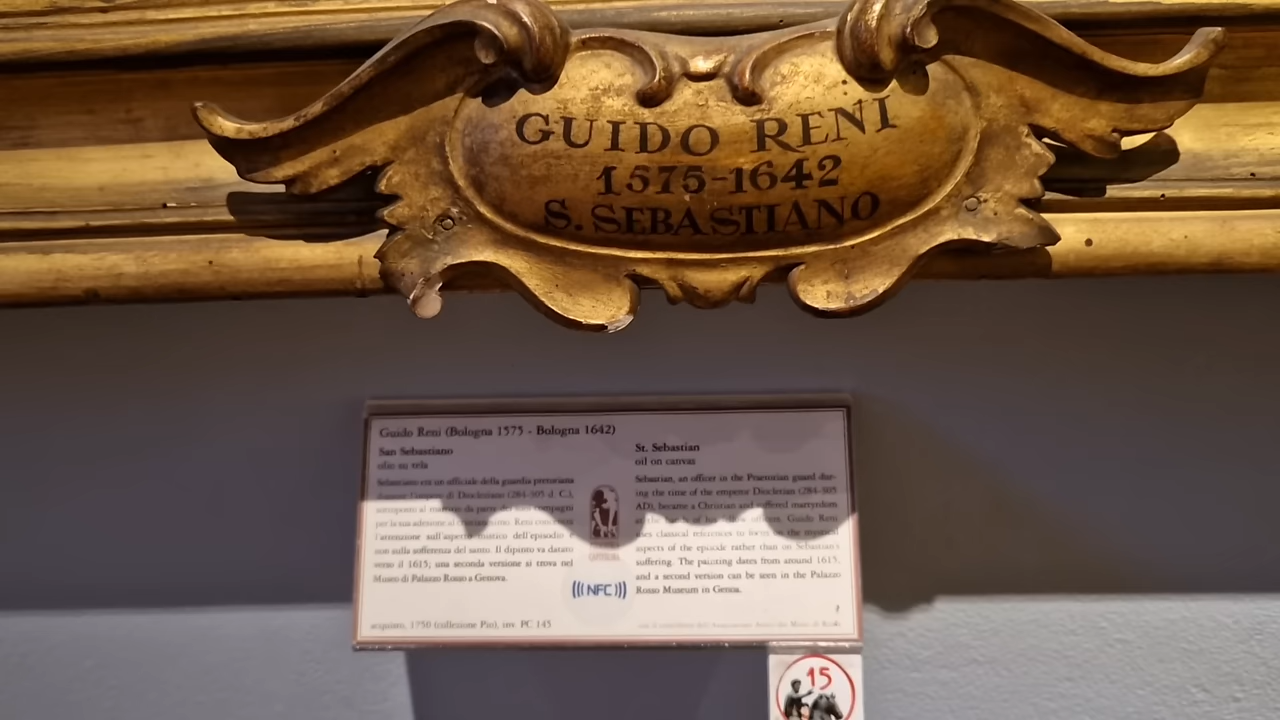 GUIDO RENI
1575-1642
S. SEBASTIANO
Guido Reni (Bologna 1575 - Bologna 1642)
San Sebastiano
olio su tela
Sebastiano era un officiale della guardia pretoriana
durante l'impero di Diocleziano (284-305 d. C.),
sottoposto al martirio da parte dei suoi compagni
per la sua adesione al cristianesimo. Reni concentra
l'attenzione sull'aspetto mistico dell'episodio e
non sulla sofferenza del santo. Il dipinto va datato
verso il 1615; una seconda versione si trova nel
Museo di Palazzo Rosso a Genova.
acquisto, 1750 (collezione Pio), inv. PC 145
St. Sebastian
oil on canvas
Sebastian, an officer in the Praetorian guard dur-
ing the time of the emperor Diocletian (284-305
AD), became a Christian and suffered martyrdom
at the hands of his fellow officers. Guido Reni
uses classical references to focus on the mystical
aspects of the episode rather than on Sebastian's
suffering. The painting dates from around 1615,
and a second version can be seen in the Palazzo
Rosso Museum in Genoa.
(((NFC)))
15